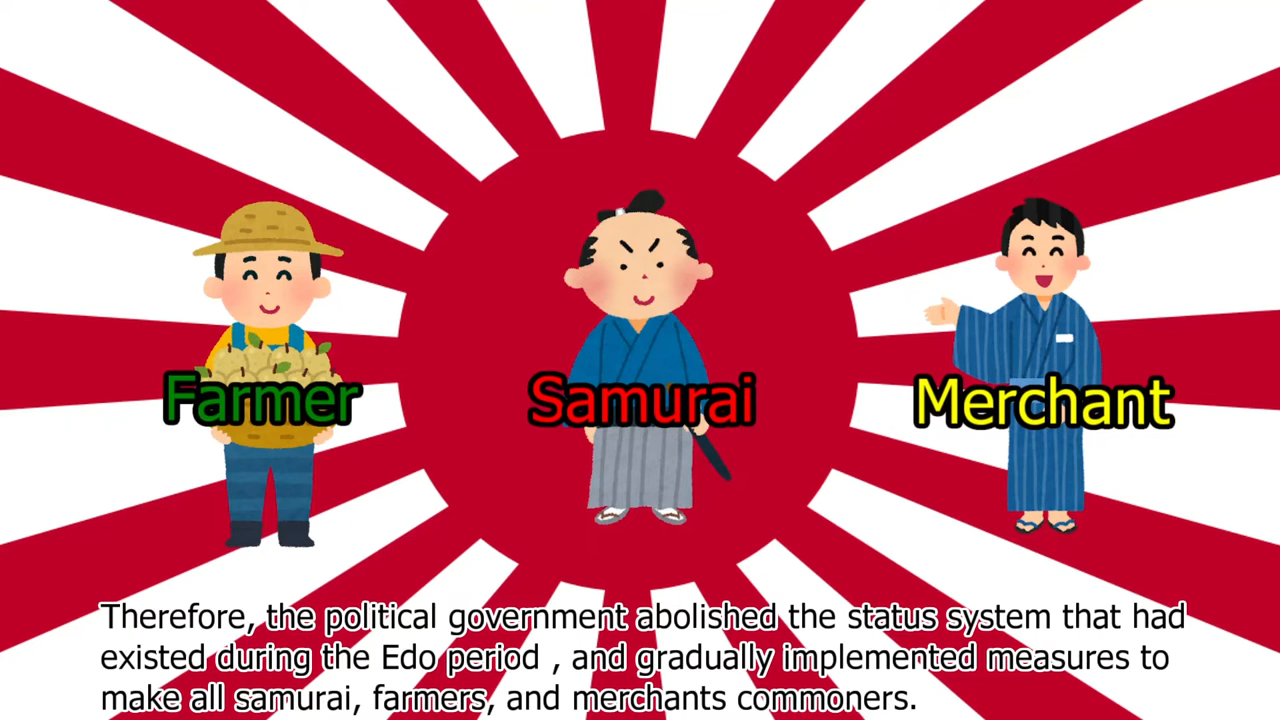 Farmer
Samurai
Merchant
Therefore, the political government abolished the status system that had
existed during the Edo period , and gradually implemented measures to
make all samurai, farmers, and merchants commoners.